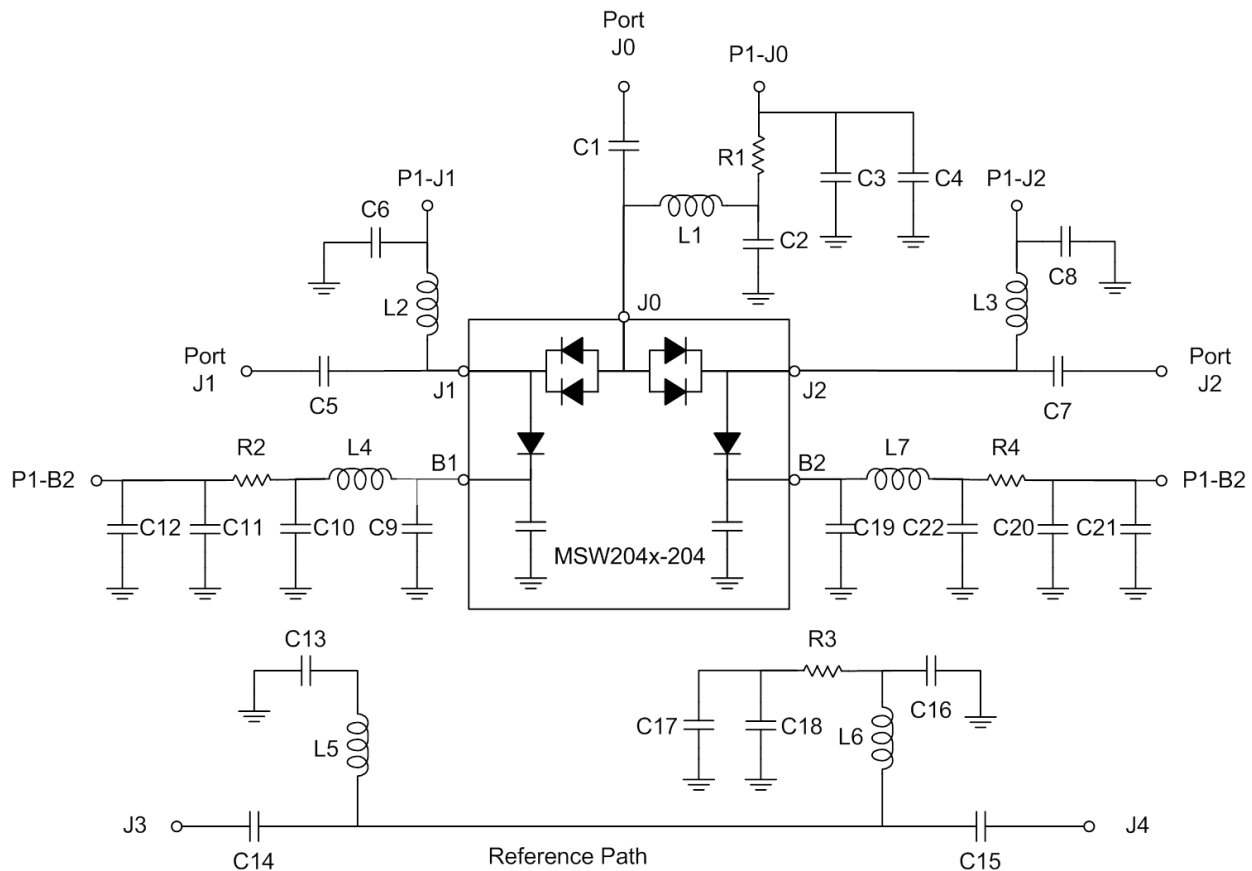 Port
J0
P1-J0
C1
R1
C3
C4
P1-J1
P1-J2
C6
L1
C2
C8
L2
J0
L3
Port
J1
C5
J1
J2
C7
Port
J2
P1-B2
R2
L4
B1
B2
L7
R4
P1-B2
C12
C11
C10
C9
C19
C22
C20
C21
MSW204x-204
C13
R3
C17
C18
C16
L5
L6
J3
C14
Reference Path
C15
J4